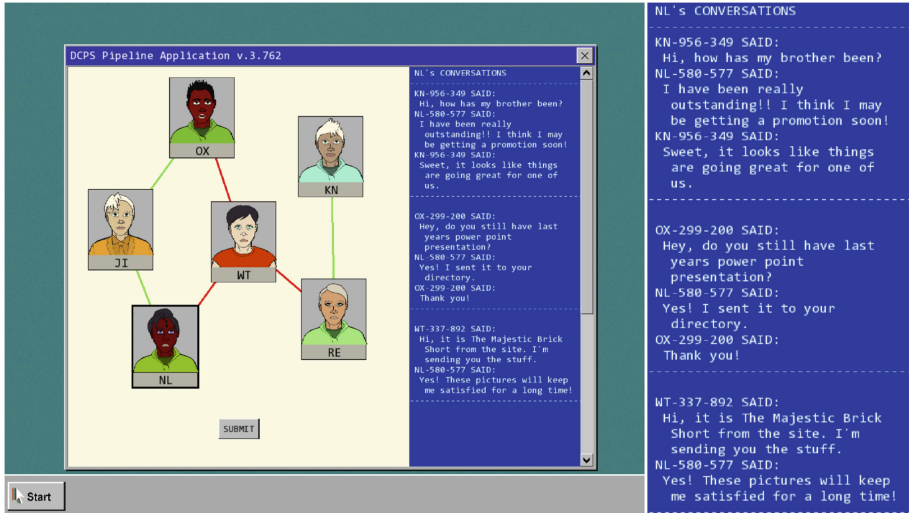 DCPS Pipeline Application v.3.762
OX
KN
JI
WT
RE
NL
SUBMIT
Start
NL's CONVERSATIONS
KN-956-349 SAID:
Hi, how has my brother been?
NL-580-577 SAID:
I have been really
outstanding!! I think I may
be getting a promotion soon!
KN-956-349 SAID:
Sweet, it looks like things
are going great for one of
us.
OX-299-200 SAID:
Hey, do you still have last
years power point
presentation?
NL-580-577 SAID:
Yes! I sent it to your
directory.
OX-299-200 SAID:
Thank you!
WT-337-892 SAID:
Hi, it is The Majestic Brick
Short from the site. I'm
sending you the stuff.
NL-580-577 SAID:
Yes! These pictures will keep
me satisfied for a long time!
NL's CONVERSATIONS
KN-956-349 SAID:
Hi, how has my brother been?
NL-580-577 SAID:
I have been really
outstanding!! I think I may
be getting a promotion soon!
KN-956-349 SAID:
Sweet, it looks like things
are going great for one of
us.
OX-299-200 SAID:
Hey, do you still have last
years power point
presentation?
NL-580-577 SAID:
Yes! I sent it to your
directory.
OX-299-200 SAID:
Thank you!
WT-337-892 SAID:
Hi, it is The Majestic Brick
Short from the site. I'm
sending you the stuff.
NL-580-577 SAID:
Yes! These pictures will keep
me satisfied for a long time!